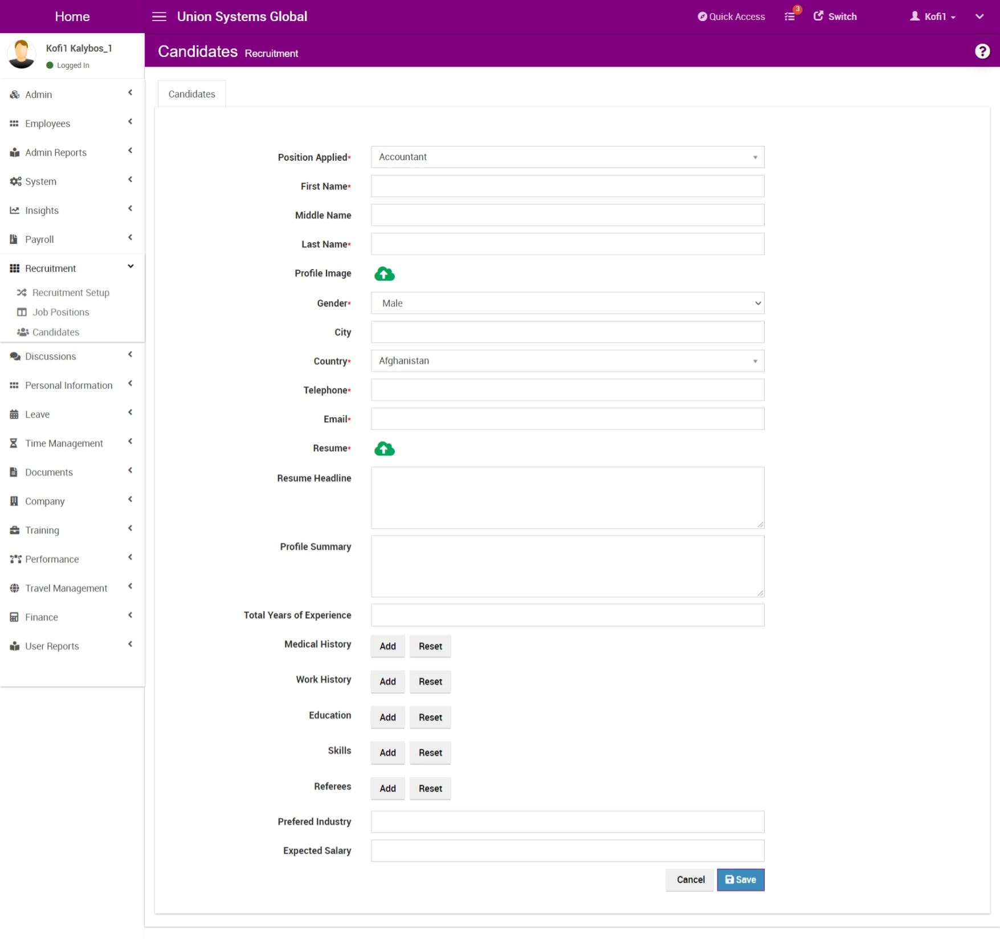 Home
Union Systems Global
Quick Access
3
Switch
Kofi1
Kofi1 Kalybos_1
Logged In
Candidates Recruitment
?
Admin
Employees
Admin Reports
System
Insights
Payroll
Recruitment
Recruitment Setup
Job Positions
Candidates
Discussions
Personal Information
Leave
Time Management
Documents
Company
Training
Performance
Travel Management
Finance
User Reports
Candidates
Position Applied* Accountant
First Name*
Middle Name
Last Name*
Profile Image
Gender* Male
City
Country* Afghanistan
Telephone*
Email*
Resume*
Resume Headline
Profile Summary
Total Years of Experience
Medical History Add Reset
Work History Add Reset
Education Add Reset
Skills Add Reset
Referees Add Reset
Prefered Industry
Expected Salary
Cancel Save